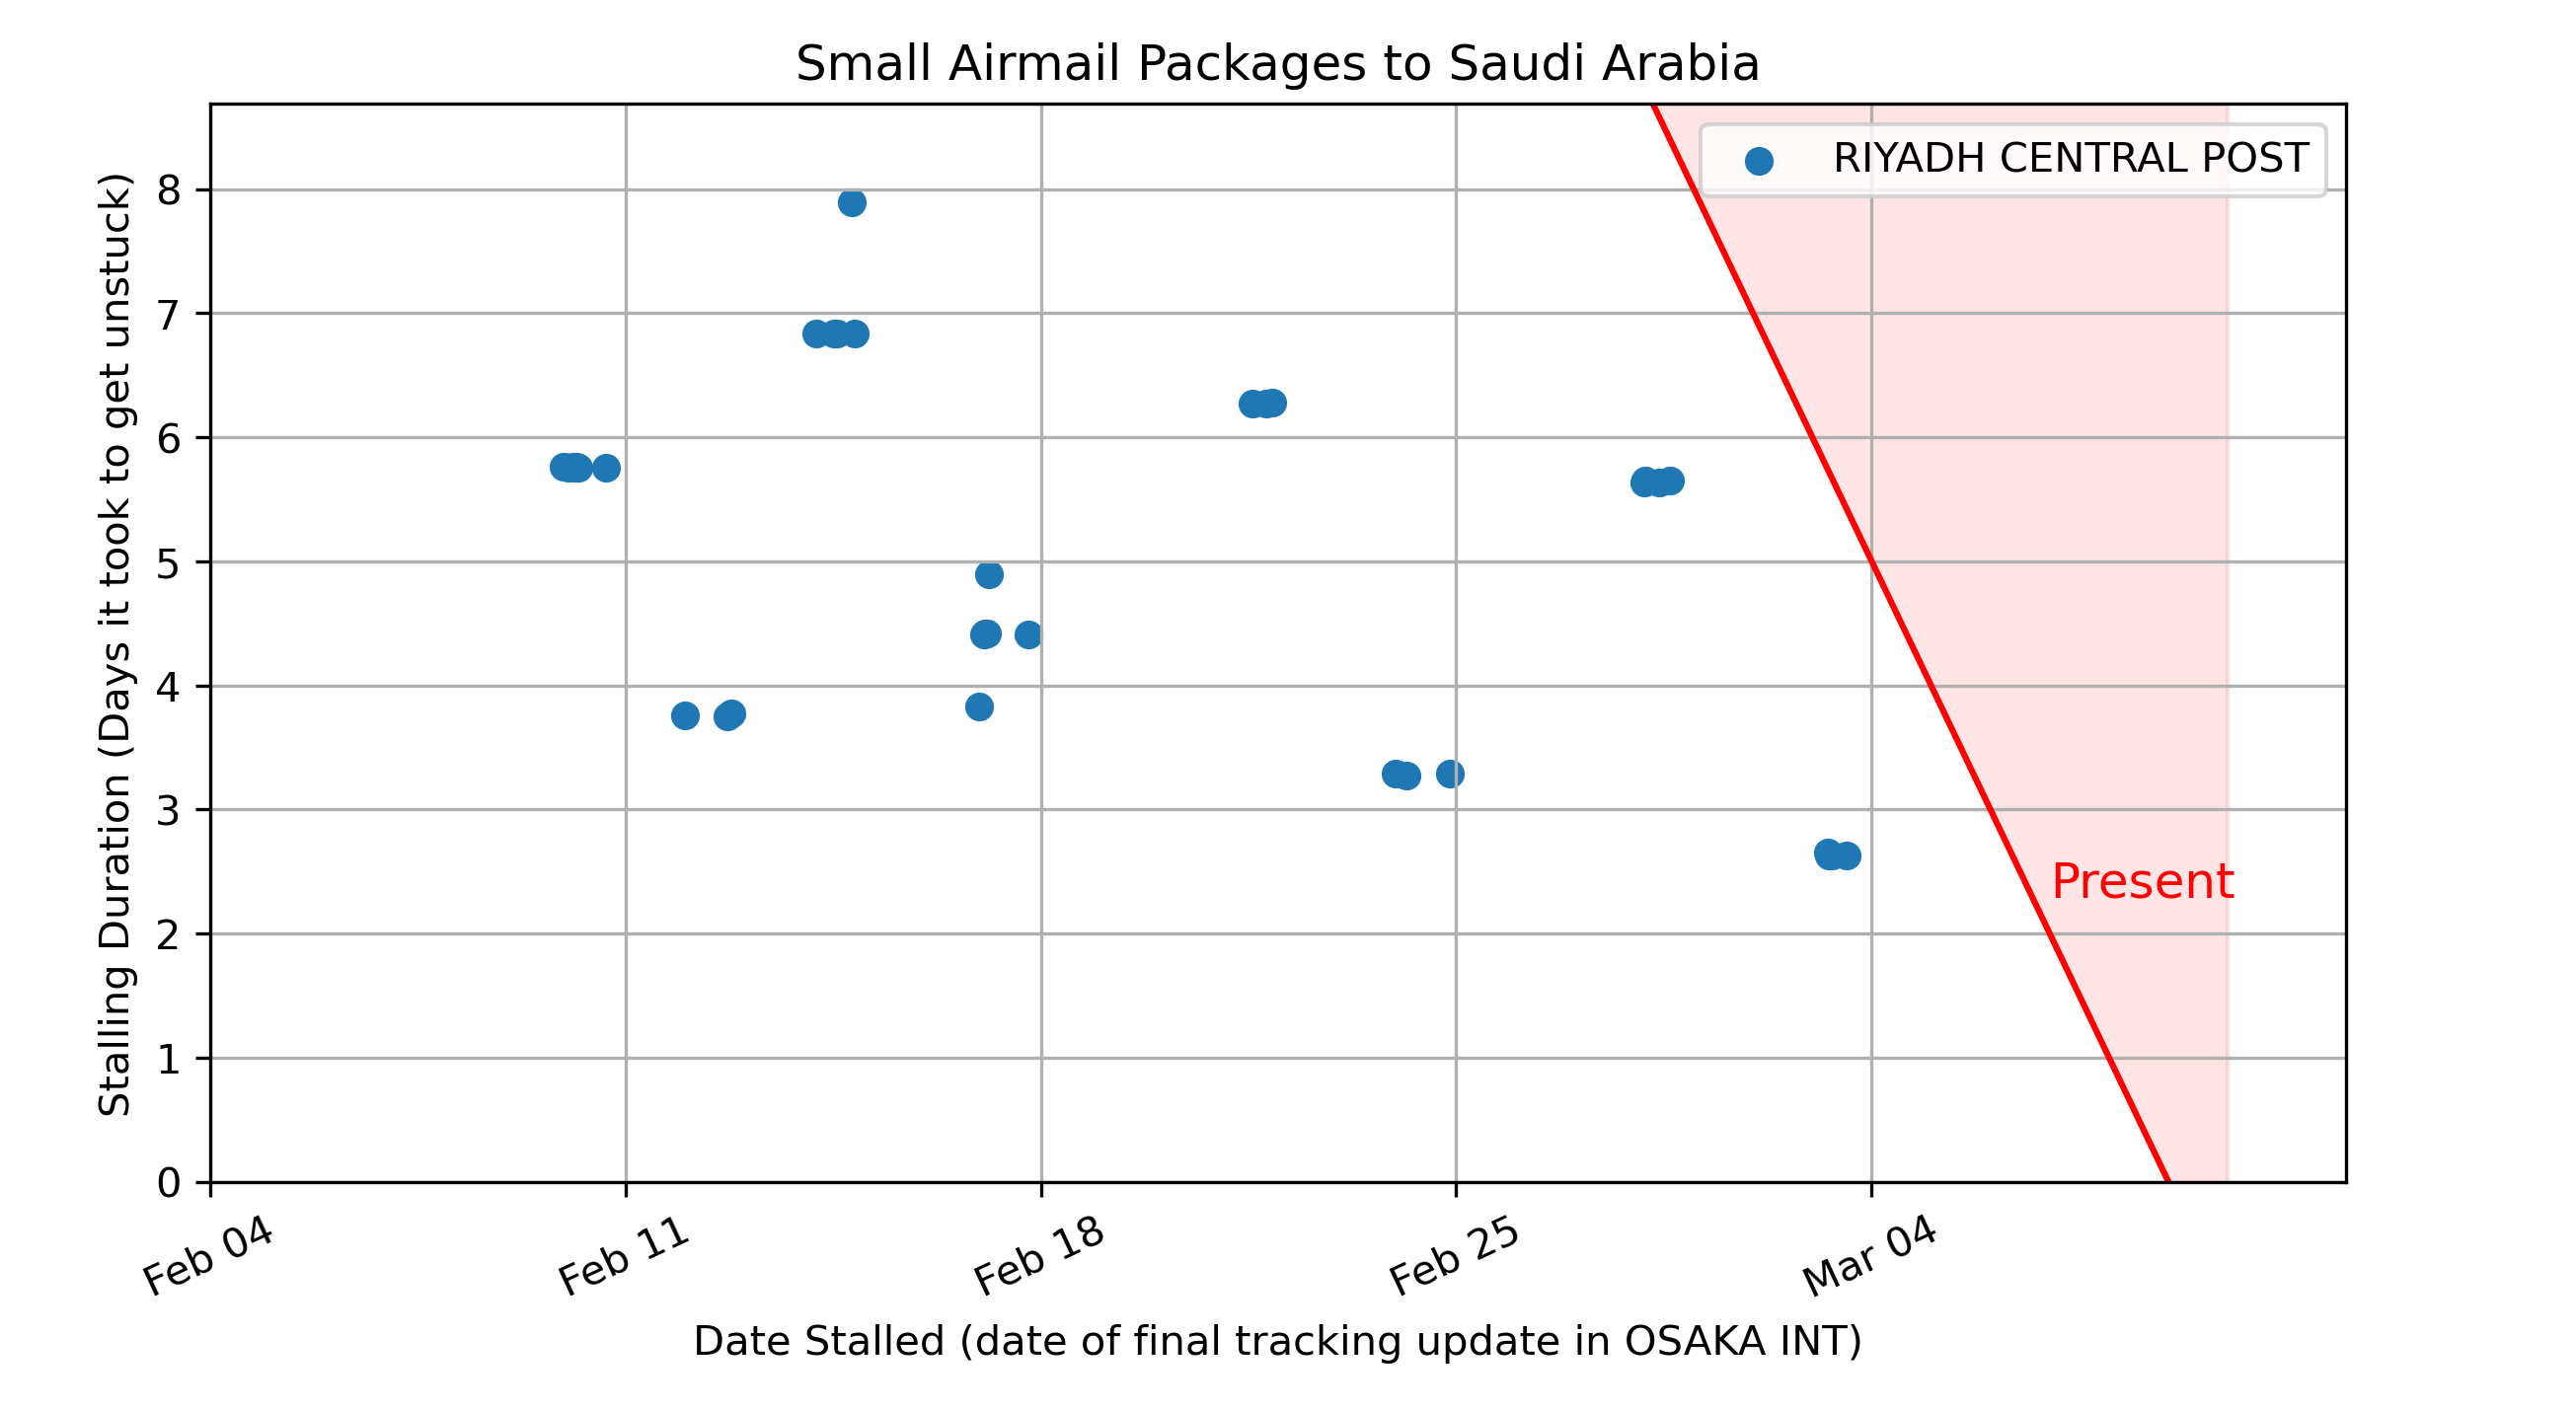 Small Airmail Packages to Saudi Arabia
RIYADH CENTRAL POST
Stalling Duration (Days it took to get unstuck)
8
7
6
5
4
3
2
1
0
Present
Feb 04
Feb 11
Feb 18
Feb 25
Mar 04
Date Stalled (date of final tracking update in OSAKA INT)